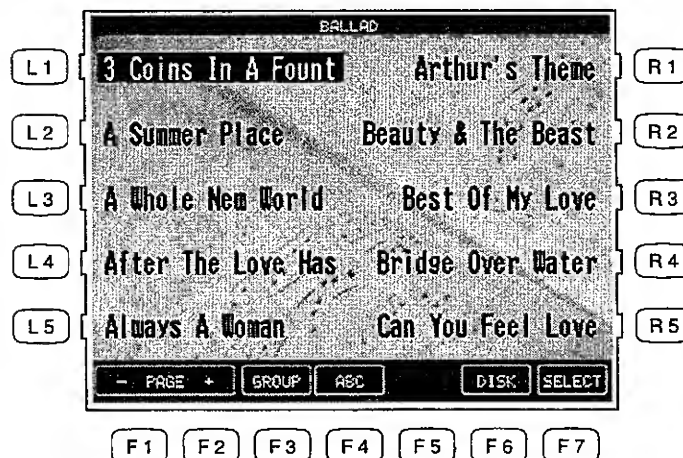 BALLAD
L1 3 Coins In A Fount Arthur's Theme R1
L2 A Summer Place Beauty & The Beast R2
L3 A Whole New World Best Of My Love R3
L4 After The Love Has Bridge Over Water R4
L5 Always A Woman Can You Feel Love R5
- PAGE + GROUP ABC DISK SELECT
F1 F2 F3 F4 F5 F6 F7